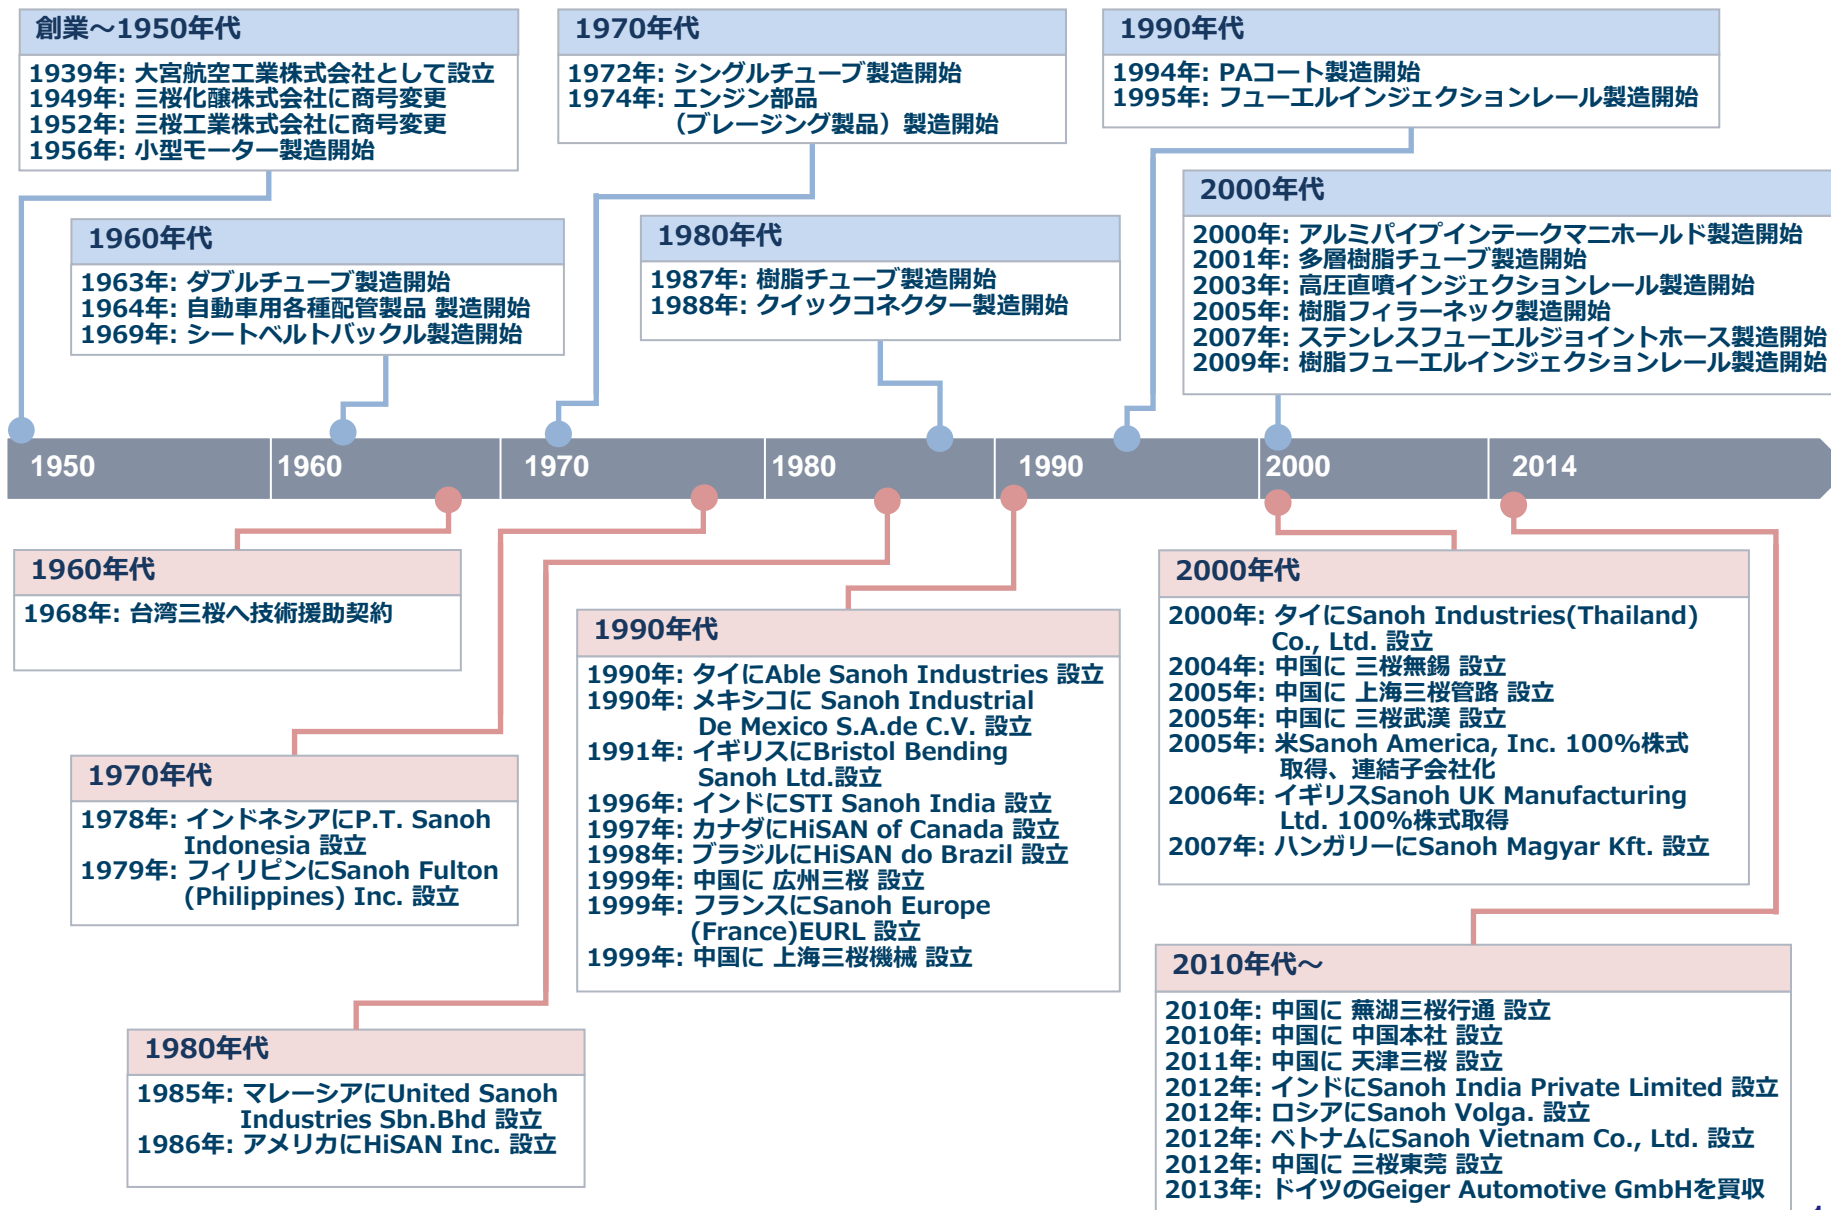 創業～1950年代
1939年: 大宮航空工業株式会社として設立
1949年: 三桜化醸株式会社に商号変更
1952年: 三桜工業株式会社に商号変更
1956年: 小型モーター製造開始
1970年代
1972年: シングルチューブ製造開始
1974年: エンジン部品
（ブレージング製品）製造開始
1990年代
1994年: PAコート製造開始
1995年: フューエルインジェクションレール製造開始
1960年代
1963年: ダブルチューブ製造開始
1964年: 自動車用各種配管製品 製造開始
1969年: シートベルトバックル製造開始
1980年代
1987年: 樹脂チューブ製造開始
1988年: クイックコネクター製造開始
2000年代
2000年: アルミパイプインテークマニホールド製造開始
2001年: 多層樹脂チューブ製造開始
2003年: 高圧直噴インジェクションレール製造開始
2005年: 樹脂フィラーネック製造開始
2007年: ステンレスフューエルジョイントホース製造開始
2009年: 樹脂フューエルインジェクションレール製造開始
1950 1960 1970 1980 1990 2000 2014
1960年代
1968年: 台湾三桜へ技術援助契約
1970年代
1978年: インドネシアにP.T. Sanoh
Indonesia 設立
1979年: フィリピンにSanoh Fulton
(Philippines) Inc. 設立
1980年代
1985年: マレーシアにUnited Sanoh
Industries Sbn.Bhd 設立
1986年: アメリカにHiSAN Inc. 設立
1990年代
1990年: タイにAble Sanoh Industries 設立
1990年: メキシコに Sanoh Industrial
De Mexico S.A.de C.V. 設立
1991年: イギリスにBristol Bending
Sanoh Ltd.設立
1996年: インドにSTI Sanoh India 設立
1997年: カナダにHiSAN of Canada 設立
1998年: ブラジルにHiSAN do Brazil 設立
1999年: 中国に 広州三桜 設立
1999年: フランスにSanoh Europe
(France)EURL 設立
1999年: 中国に 上海三桜機械 設立
2000年代
2000年: タイにSanoh Industries(Thailand)
Co., Ltd. 設立
2004年: 中国に 三桜無錫 設立
2005年: 中国に 上海三桜管路 設立
2005年: 中国に 三桜武漢 設立
2005年: 米Sanoh America, Inc. 100%株式
取得、連結子会社化
2006年: イギリスSanoh UK Manufacturing
Ltd. 100%株式取得
2007年: ハンガリーにSanoh Magyar Kft. 設立
2010年代～
2010年: 中国に 蕪湖三桜行通 設立
2010年: 中国に 中国本社 設立
2011年: 中国に 天津三桜 設立
2012年: インドにSanoh India Private Limited 設立
2012年: ロシアにSanoh Volga. 設立
2012年: ベトナムにSanoh Vietnam Co., Ltd. 設立
2012年: 中国に 三桜東莞 設立
2013年: ドイツのGeiger Automotive GmbHを買収